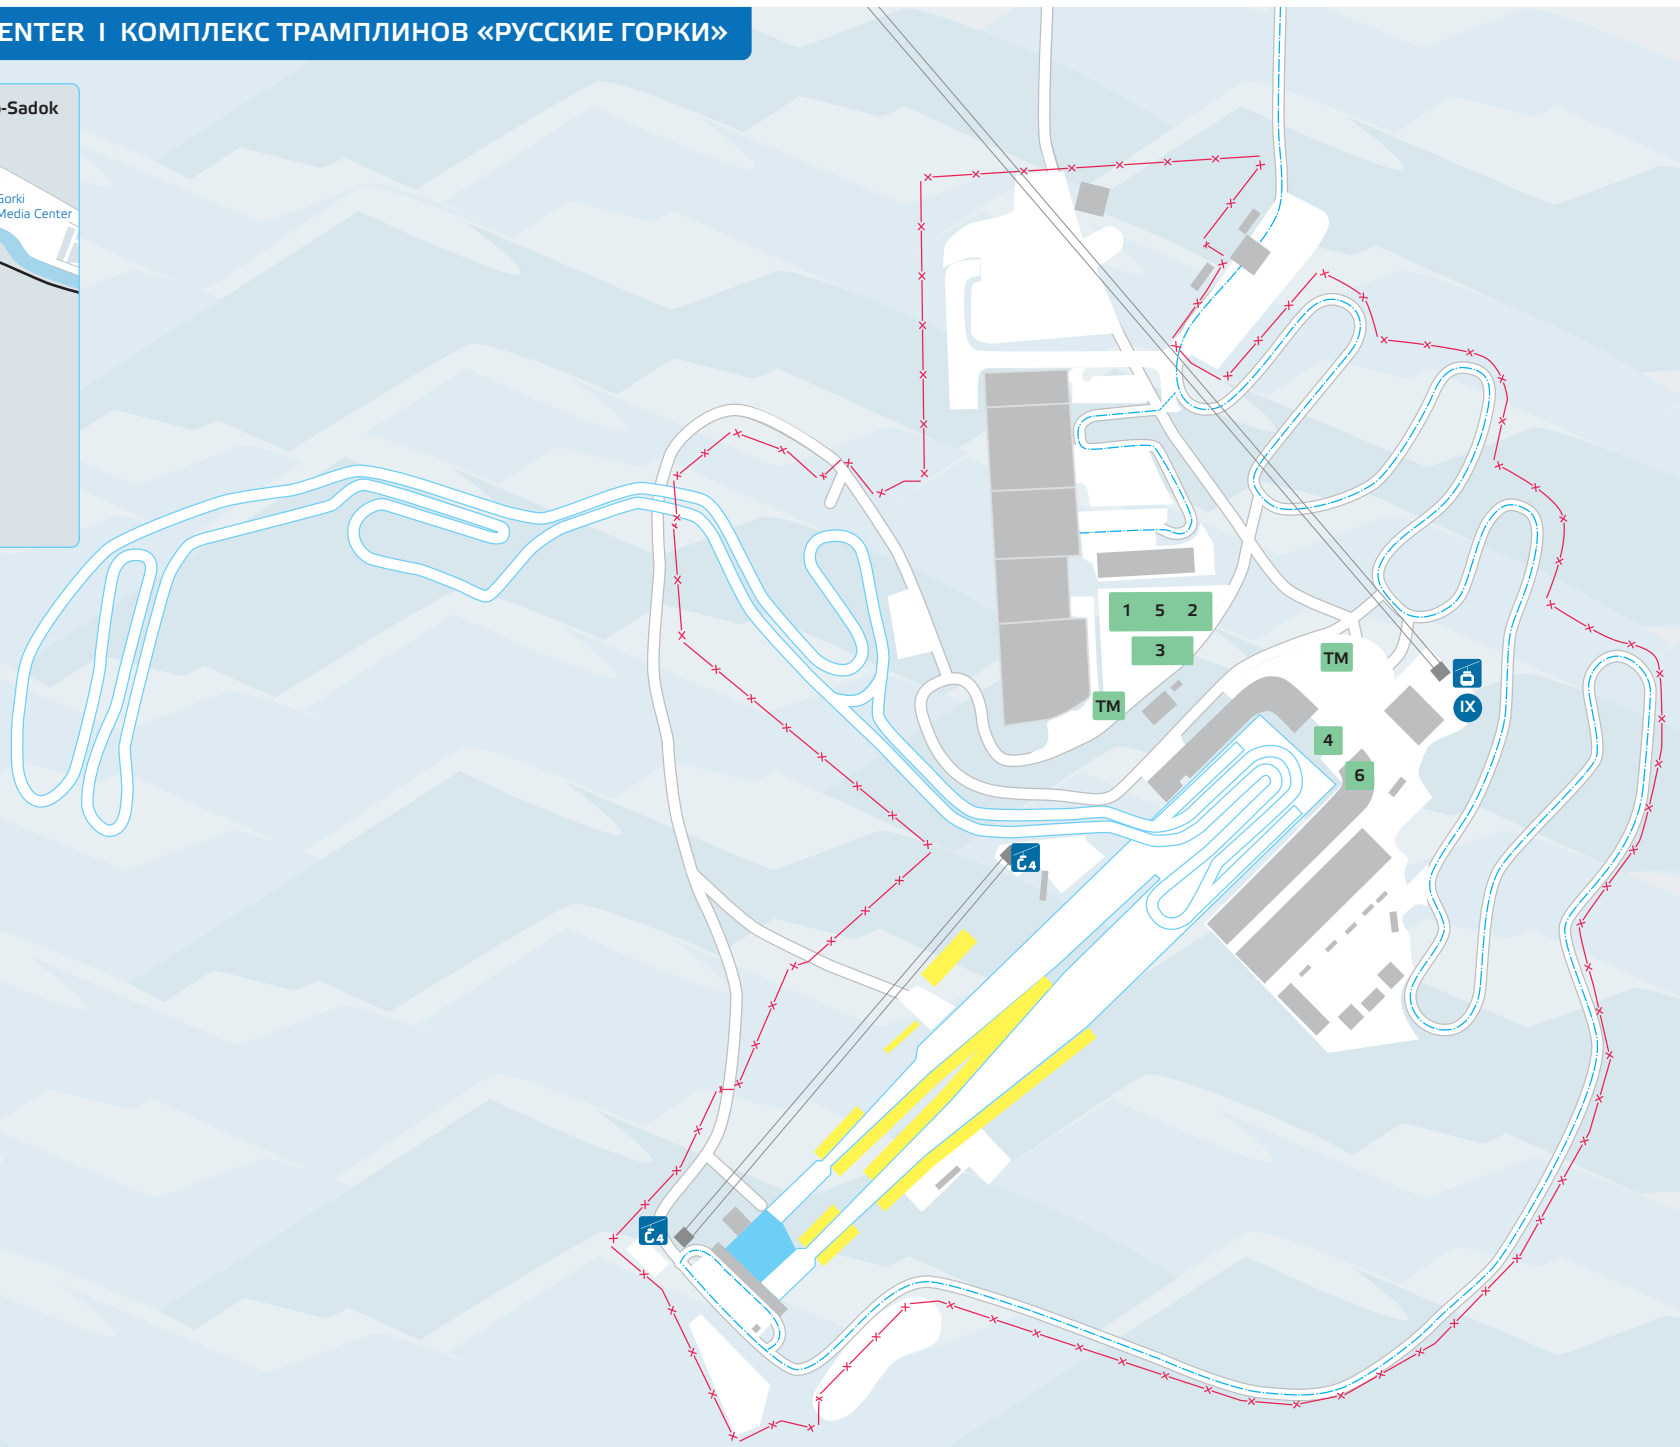 ENTER I КОМПЛЕКС ТРАМПЛИНОВ «РУССКИЕ ГОРКИ»
-Sadok
Gorki
Media Center
1 5 2
3
TM
TM
IX
4
6
4
4